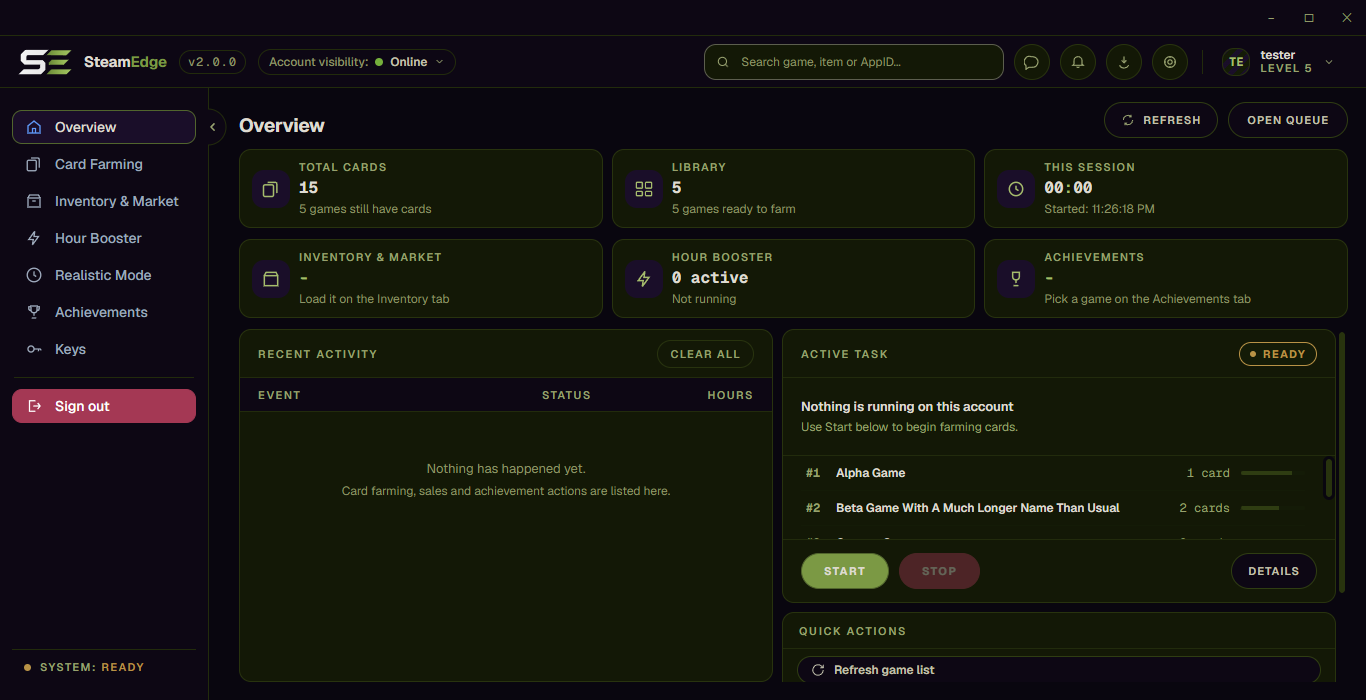 SE SteamEdge v2.0.0 Account visibility: Online Search game, item or AppID... TE tester
LEVEL 5
Overview
Card Farming
Inventory & Market
Hour Booster
Realistic Mode
Achievements
Keys
Sign out
SYSTEM: READY
Overview REFRESH OPEN QUEUE
TOTAL CARDS
15
5 games still have cards
LIBRARY
5
5 games ready to farm
THIS SESSION
00:00
Started: 11:26:18 PM
INVENTORY & MARKET
-
Load it on the Inventory tab
HOUR BOOSTER
0 active
Not running
ACHIEVEMENTS
-
Pick a game on the Achievements tab
RECENT ACTIVITY CLEAR ALL
EVENT STATUS HOURS
Nothing has happened yet.
Card farming, sales and achievement actions are listed here.
ACTIVE TASK READY
Nothing is running on this account
Use Start below to begin farming cards.
#1 Alpha Game 1 card
#2 Beta Game With A Much Longer Name Than Usual 2 cards
START STOP DETAILS
QUICK ACTIONS
Refresh game list